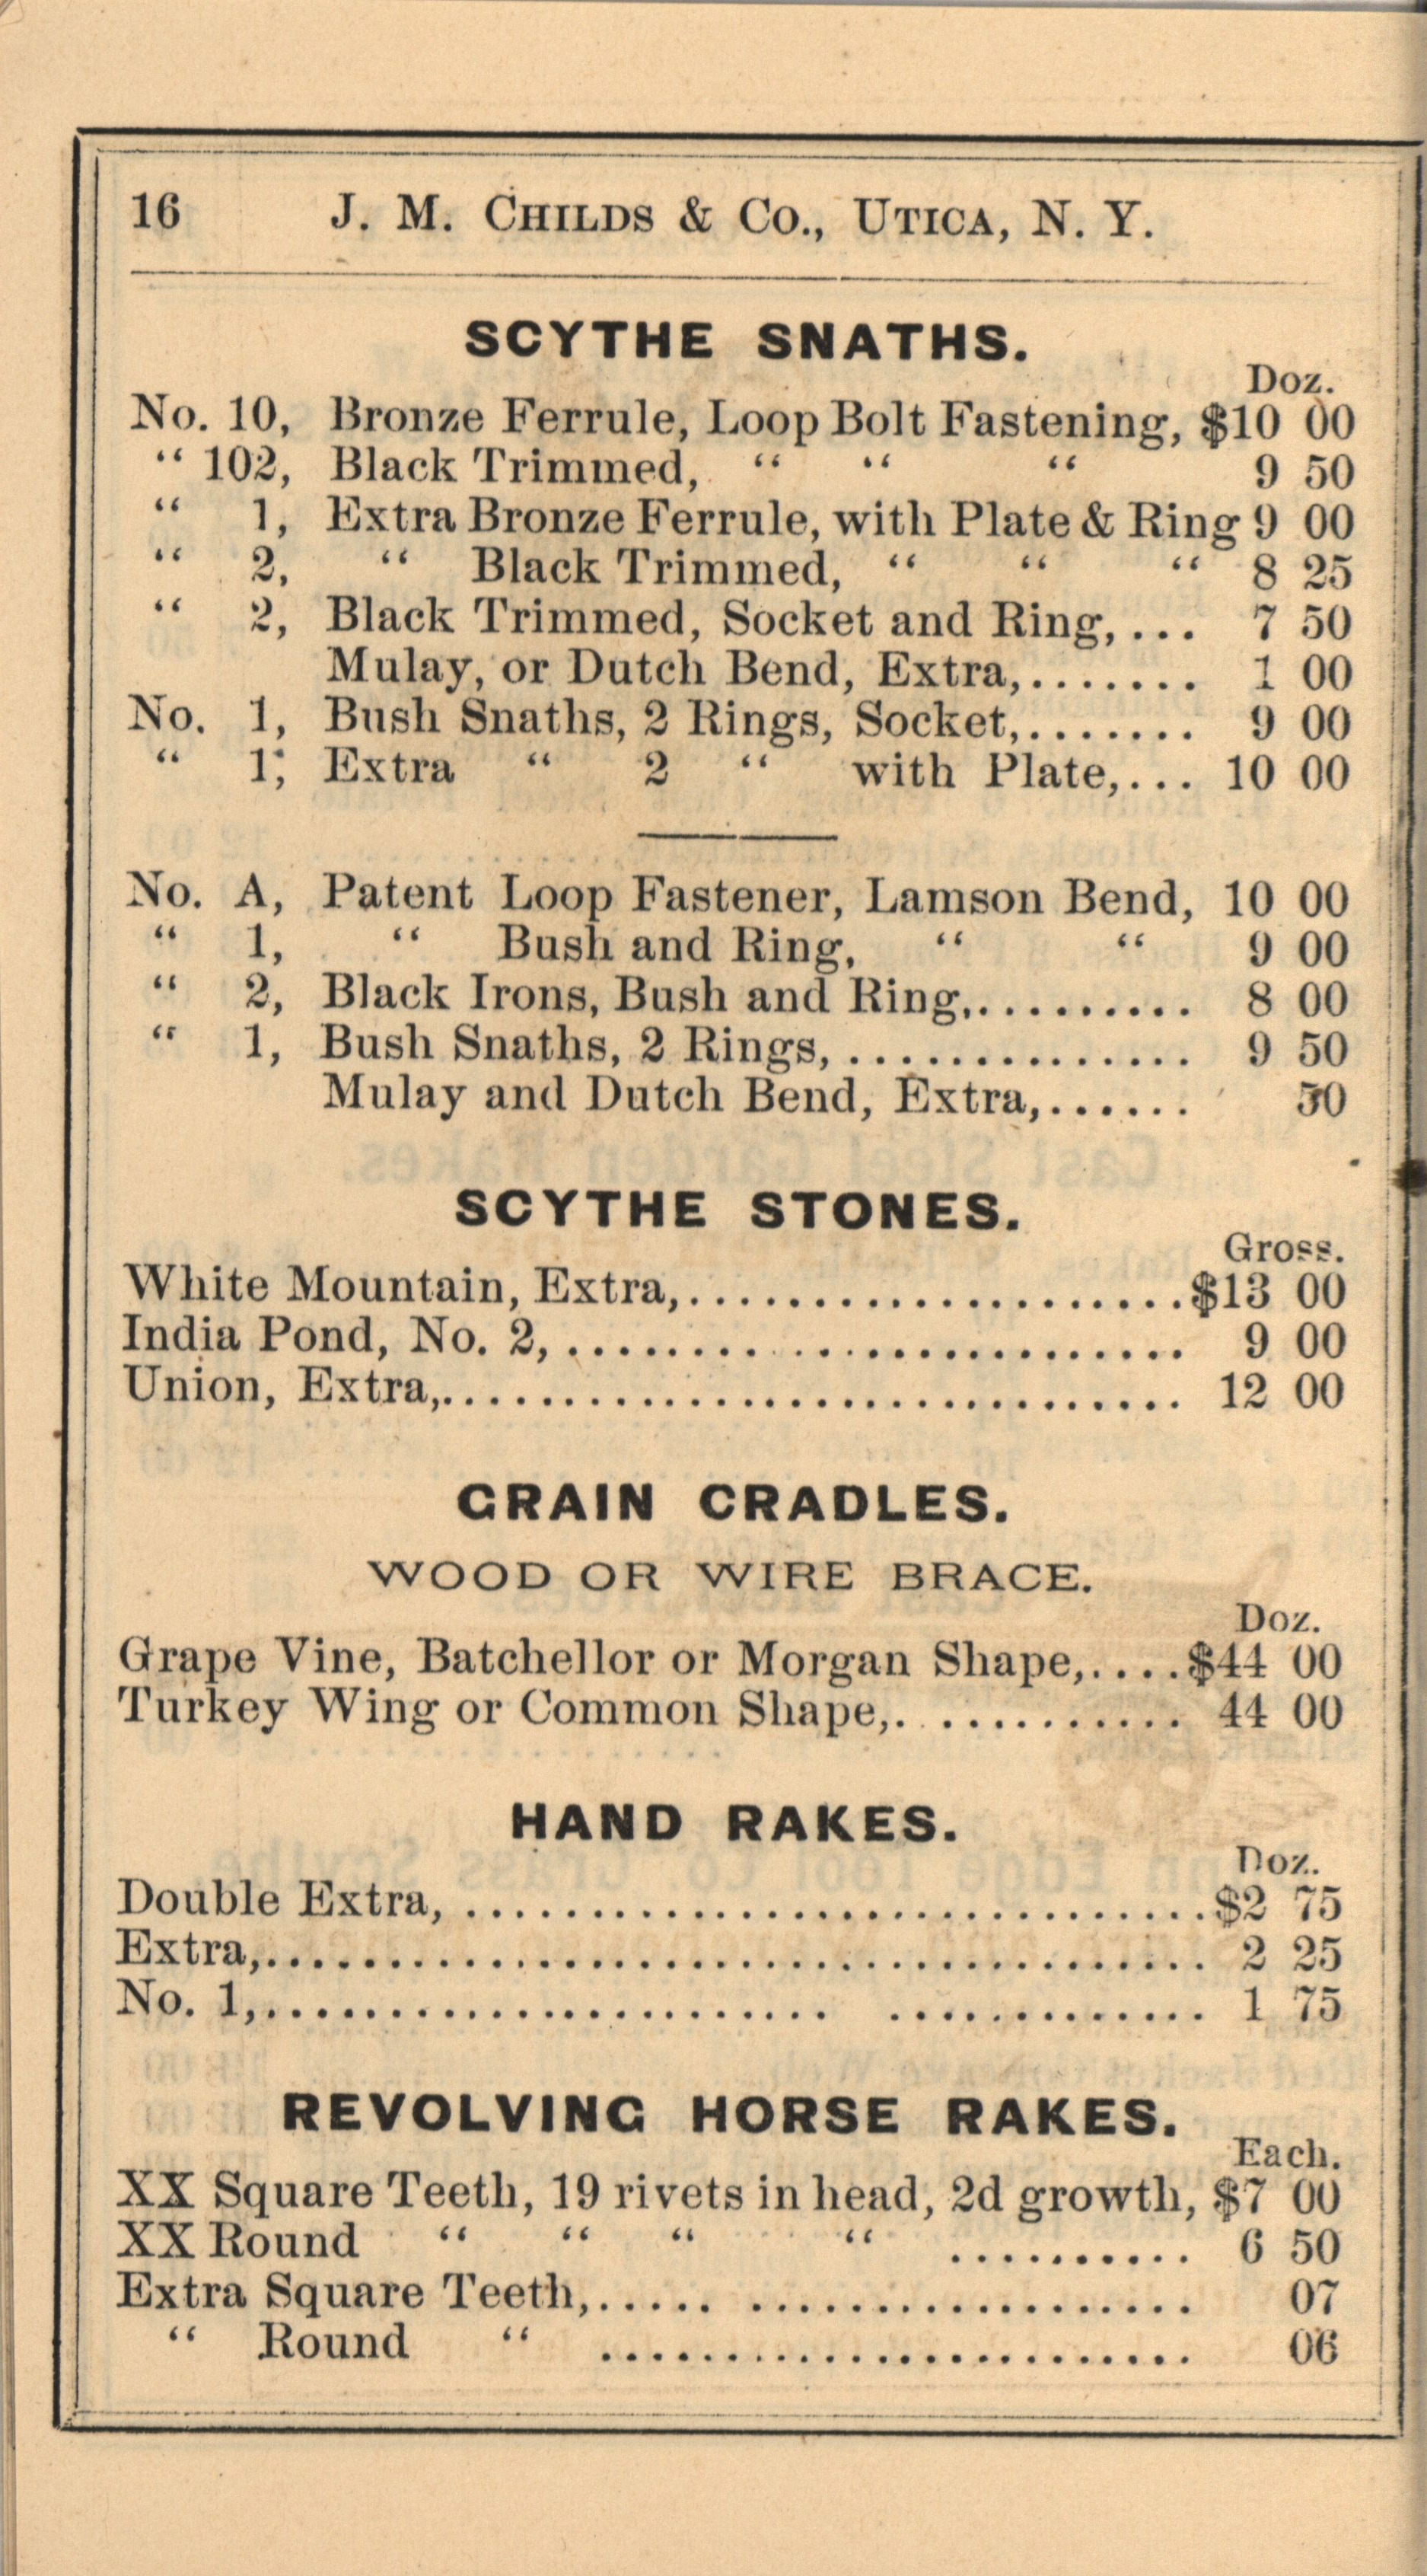 16 J. M. CHILDS & CO., UTICA, N. Y.
SCYTHE SNATHS.
Doz.
No. 10, Bronze Ferrule, Loop Bolt Fastening, $10 00
“ 102, Black Trimmed, “ “ “ 9 50
“ 1, Extra Bronze Ferrule, with Plate & Ring 9 00
“ 2, “ Black Trimmed, “ “ “ 8 25
“ 2, Black Trimmed, Socket and Ring, ... 7 50
Mulay, or Dutch Bend, Extra,....... 1 00
No. 1, Bush Snaths, 2 Rings, Socket,....... 9 00
“ 1, Extra “ 2 “ with Plate,... 10 00
No. A, Patent Loop Fastener, Lamson Bend, 10 00
“ 1, “ Bush and Ring, “ “ 9 00
“ 2, Black Irons, Bush and Ring,......... 8 00
“ 1, Bush Snaths, 2 Rings, .............. 9 50
Mulay and Dutch Bend, Extra,...... 50
SCYTHE STONES.
Gross.
White Mountain, Extra,....................$13 00
India Pond, No. 2, ......................... 9 00
Union, Extra,.............................. 12 00
GRAIN CRADLES.
WOOD OR WIRE BRACE.
Doz.
Grape Vine, Batchellor or Morgan Shape,....$44 00
Turkey Wing or Common Shape,............ 44 00
HAND RAKES.
Doz.
Double Extra, ..............................$2 75
Extra,...................................... 2 25
No. 1,....................... ............. 1 75
REVOLVING HORSE RAKES.
Each.
XX Square Teeth, 19 rivets in head, 2d growth, $7 00
XX Round “ “ “ “ .......... 6 50
Extra Square Teeth,..... .................. 07
“ Round “ ........................ 06